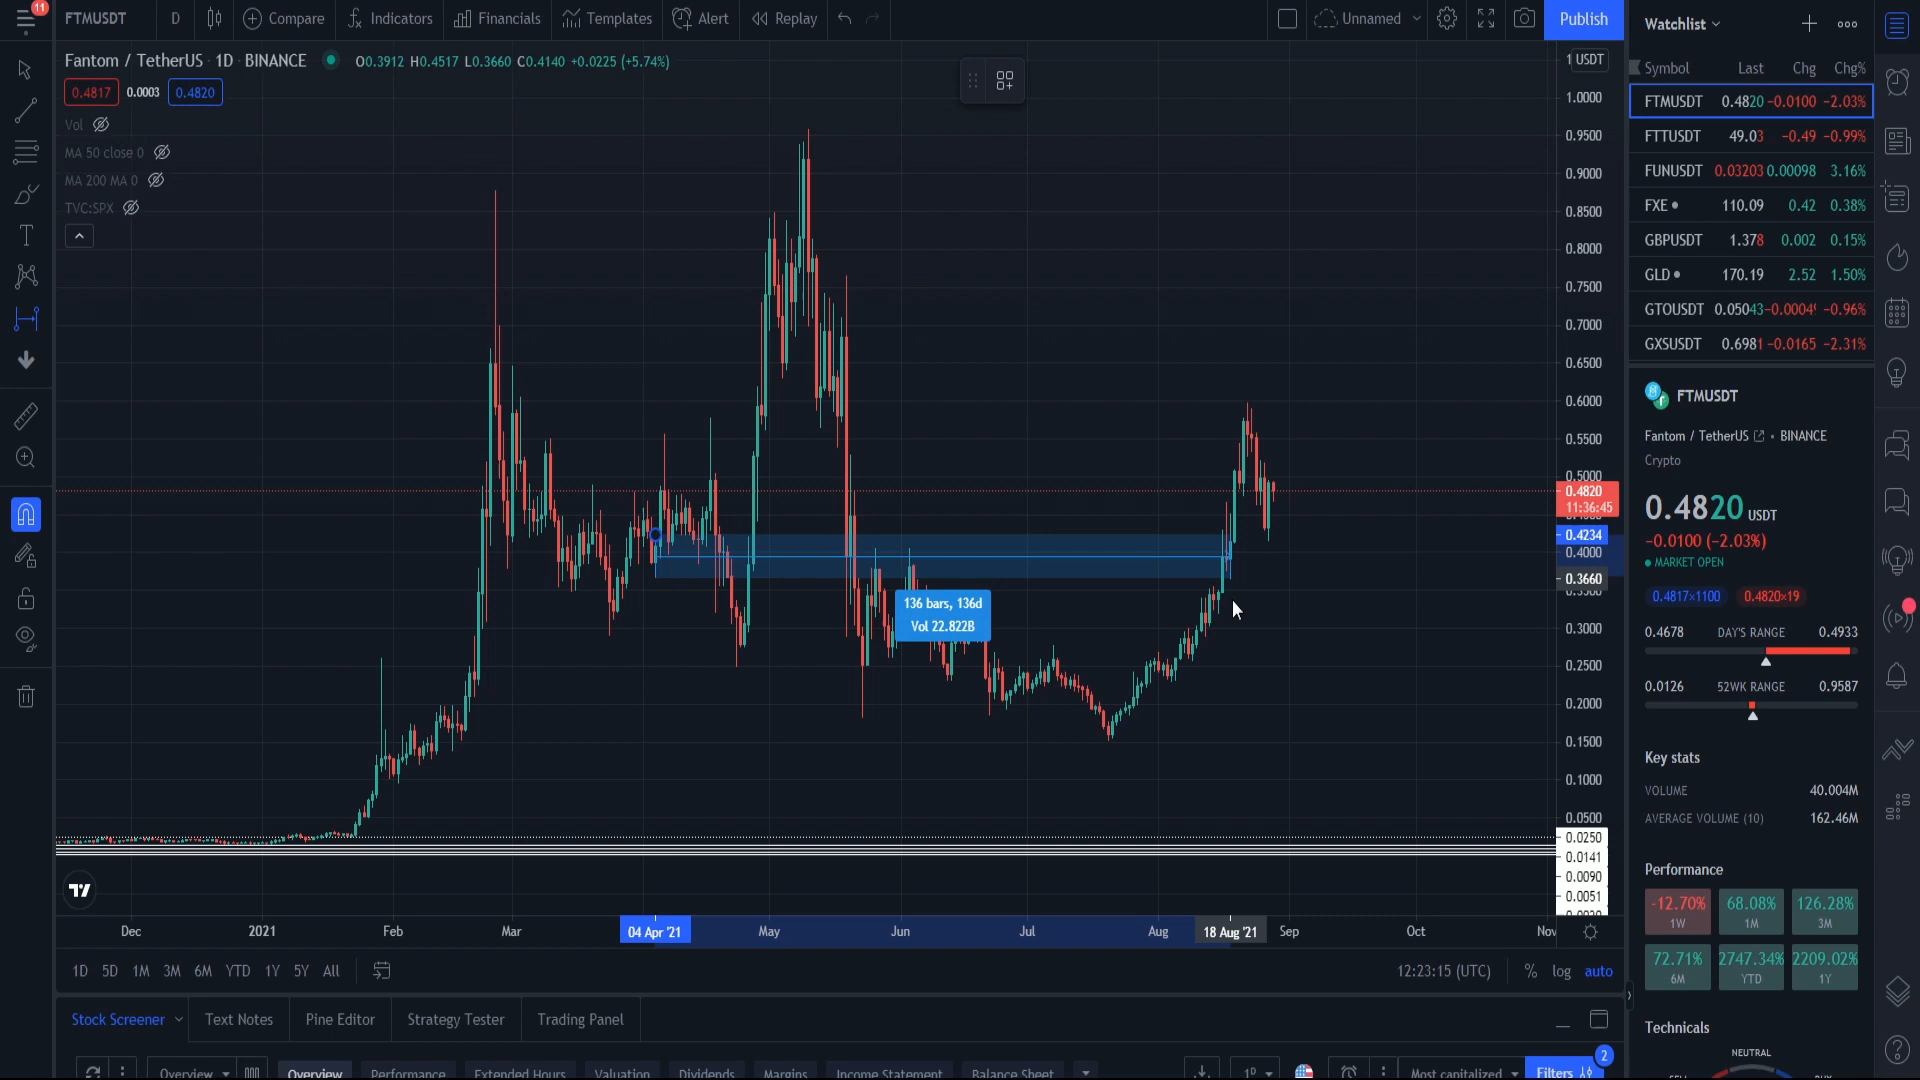 11
FTMUSDT
D
Compare
Indicators
Financials
Templates
Alert
Replay
Unnamed
Publish
Fantom / TetherUS · 1D · BINANCE
O0.3912 H0.4517 L0.3660 C0.4140 +0.0225 (+5.74%)
0.4817
0.0003
0.4820
Vol
MA 50 close 0
MA 200 MA 0
TVC:SPX
1 USDT
1.0000
0.9500
0.9000
0.8500
0.8000
0.7500
0.7000
0.6500
0.6000
0.5500
0.5000
0.4820
11:36:45
0.4234
0.4000
0.3660
0.3500
0.3000
0.2500
0.2000
0.1500
0.1000
0.0500
0.0250
0.0141
0.0090
0.0051
136 bars, 136d
Vol 22.822B
Dec
2021
Feb
Mar
04 Apr '21
May
Jun
Jul
Aug
18 Aug '21
Sep
Oct
Nov
1D 5D 1M 3M 6M YTD 1Y 5Y All
12:23:15 (UTC)
%
log
auto
Stock Screener
Text Notes
Pine Editor
Strategy Tester
Trading Panel
Overview
Overview
Performance
Extended Hours
Valuation
Dividends
Margins
Income Statement
Balance Sheet
1D
Most capitalized
Filters
2
Watchlist
Symbol Last Chg Chg%
FTMUSDT 0.4820 −0.0100 −2.03%
FTTUSDT 49.03 −0.49 −0.99%
FUNUSDT 0.03203 0.00098 3.16%
FXE 110.09 0.42 0.38%
GBPUSDT 1.378 0.002 0.15%
GLD 170.19 2.52 1.50%
GTOUSDT 0.05043 −0.0004 −0.96%
GXSUSDT 0.6981 −0.0165 −2.31%
FTMUSDT
Fantom / TetherUS • BINANCE
Crypto
0.4820 USDT
−0.0100 (−2.03%)
MARKET OPEN
0.4817×1100
0.4820×19
0.4678 DAY'S RANGE 0.4933
0.0126 52WK RANGE 0.9587
Key stats
VOLUME 40.004M
AVERAGE VOLUME (10) 162.46M
Performance
-12.70%
1W
68.08%
1M
126.28%
3M
72.71%
6M
2747.34%
YTD
2209.02%
1Y
Technicals
NEUTRAL
SELL
BUY